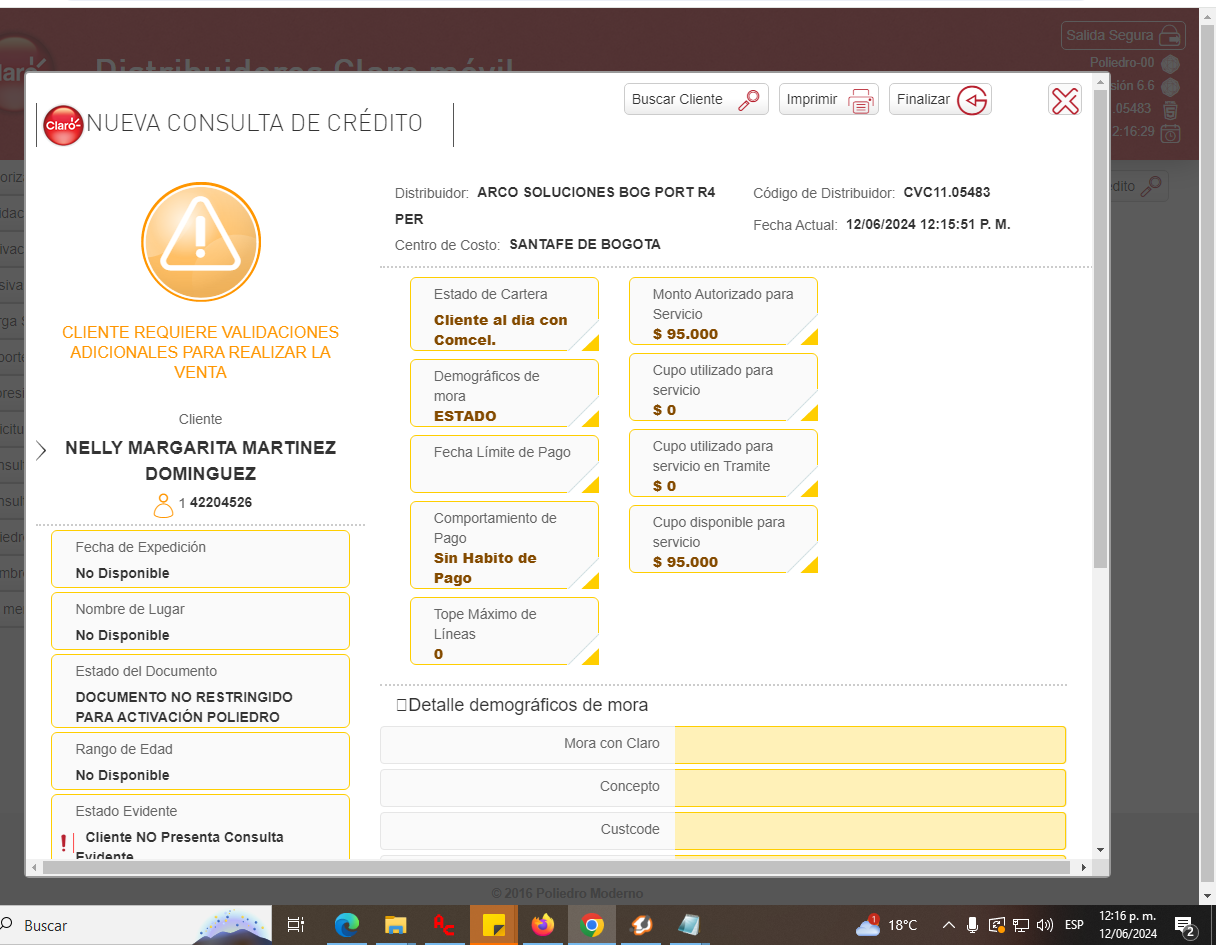 Distribuidores Claro móvil
Salida Segura
Poliedro-00
sión 6.6
.05483
2:16:29
Buscar Cliente
Imprimir
Finalizar
Claro-
NUEVA CONSULTA DE CRÉDITO
CLIENTE REQUIERE VALIDACIONES
ADICIONALES PARA REALIZAR LA
VENTA
Cliente
NELLY MARGARITA MARTINEZ
DOMINGUEZ
1 42204526
Fecha de Expedición
No Disponible
Nombre de Lugar
No Disponible
Estado del Documento
DOCUMENTO NO RESTRINGIDO
PARA ACTIVACIÓN POLIEDRO
Rango de Edad
No Disponible
Estado Evidente
Cliente NO Presenta Consulta
Evidente
Distribuidor: ARCO SOLUCIONES BOG PORT R4
PER
Centro de Costo: SANTAFE DE BOGOTA
Código de Distribuidor: CVC11.05483
Fecha Actual: 12/06/2024 12:15:51 P. M.
Estado de Cartera
Cliente al dia con
Comcel.
Demográficos de
mora
ESTADO
Fecha Límite de Pago
Comportamiento de
Pago
Sin Habito de
Pago
Tope Máximo de
Líneas
0
Monto Autorizado para
Servicio
$ 95.000
Cupo utilizado para
servicio
$ 0
Cupo utilizado para
servicio en Tramite
$ 0
Cupo disponible para
servicio
$ 95.000
Detalle demográficos de mora
Mora con Claro
Concepto
Custcode
© 2016 Poliedro Moderno
Buscar
1
18°C
ESP
12:16 p. m.
12/06/2024
2